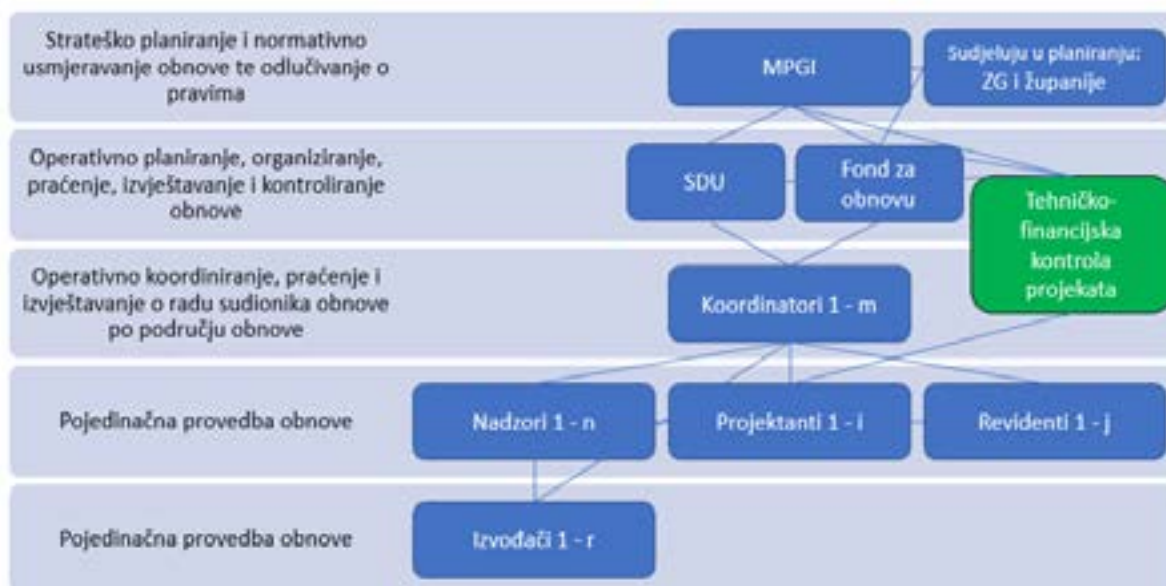 Strateško planiranje i normativno
usmjeravanje obnove te odlučivanje o
pravima
MPGI
Sudjeluju u planiranju:
ZG i županije
Operativno planiranje, organiziranje,
praćenje, izvještavanje i kontroliranje
obnove
SDU
Fond za
obnovu
Tehničko-
financijska
kontrola
projekata
Operativno koordiniranje, praćenje i
izvještavanje o radu sudionika obnove
po području obnove
Koordinatori 1 - m
Pojedinačna provedba obnove
Nadzori 1 - n
Projektanti 1 - i
Revidenti 1 - j
Pojedinačna provedba obnove
Izvođači 1 - r